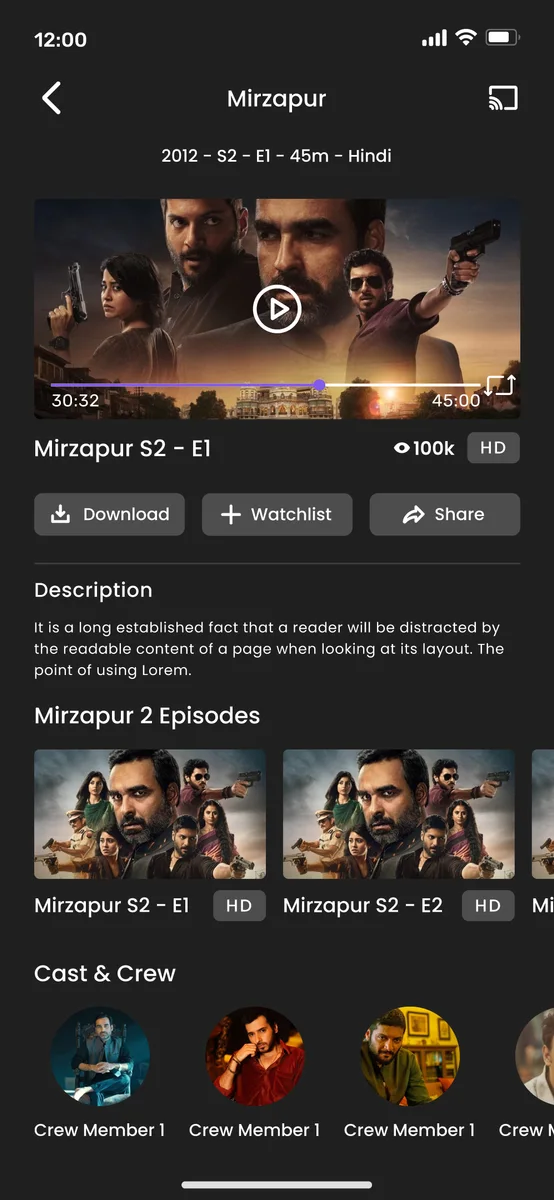 12:00
Mirzapur
2012 - S2 - E1 - 45m - Hindi
30:32 45:00
Mirzapur S2 - E1 100k HD
Download Watchlist Share
Description
It is a long established fact that a reader will be distracted by
the readable content of a page when looking at its layout. The
point of using Lorem.
Mirzapur 2 Episodes
Mirzapur S2 - E1 HD Mirzapur S2 - E2 HD Mi
Cast & Crew
Crew Member 1 Crew Member 1 Crew Member 1 Crew